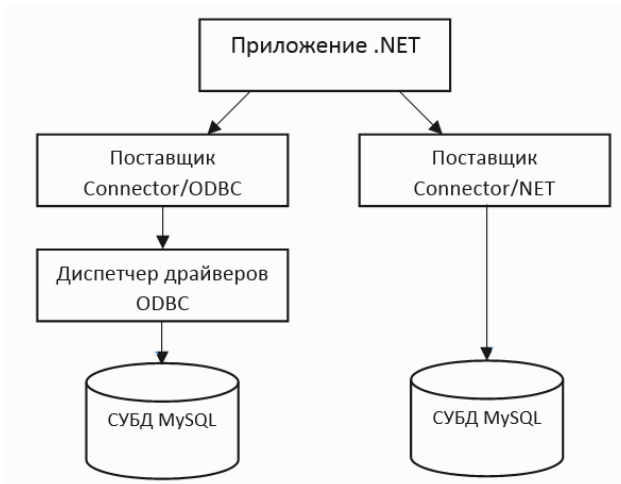 Приложение .NET
Поставщик
Connector/ODBC
Поставщик
Connector/NET
Диспетчер драйверов
ODBC
СУБД MySQL
СУБД MySQL